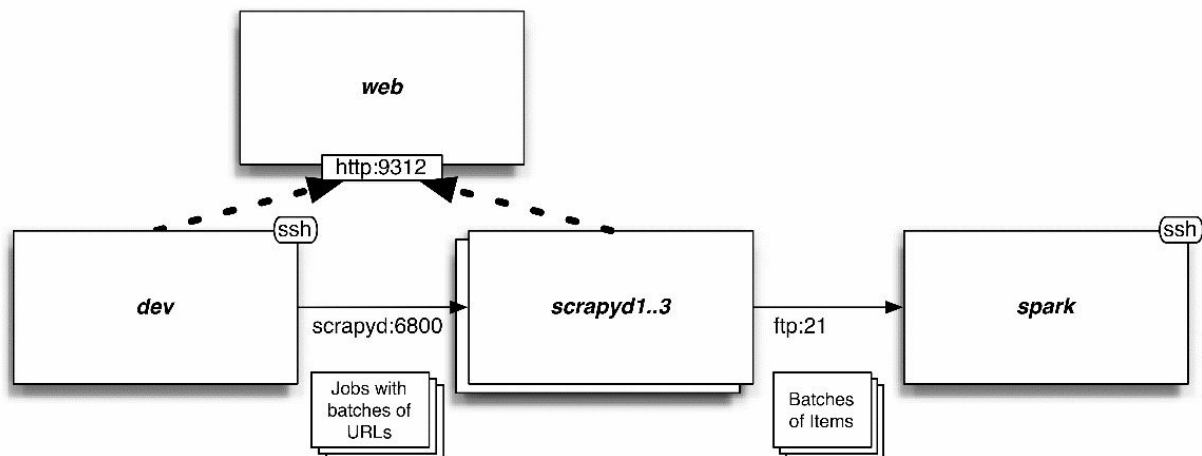 web
http:9312
ssh
ssh
dev
scrapyd1..3
spark
scrapyd:6800
ftp:21
Jobs with
batches of
URLs
Batches
of Items